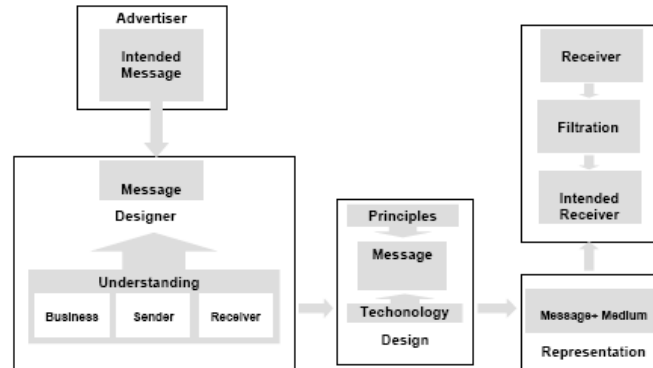 Advertiser
Intended
Message
Message
Designer
Understanding
Business
Sender
Receiver
Principles
Message
Techonology
Design
Message+ Medium
Representation
Receiver
Filtration
Intended
Receiver